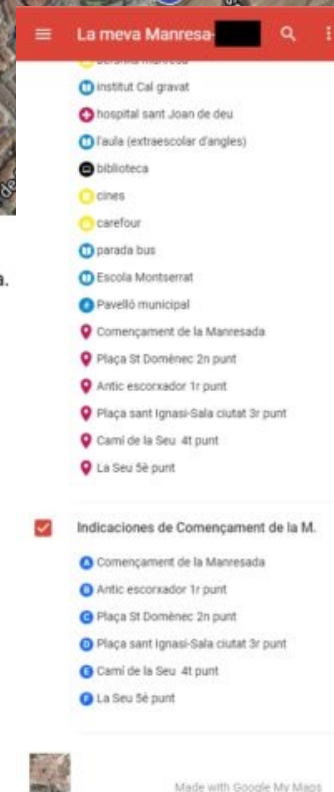 La meva Manresa-
institut Cal gravat
hospital sant Joan de deu
l'aula (extraescolar d'angles)
biblioteca
cines
carefour
parada bus
Escola Montserrat
Pavelló municipal
Començament de la Manresada
Plaça St Domènec 2n punt
Antic escorxador 1r punt
Plaça sant Ignasi-Sala ciutat 3r punt
Camí de la Seu 4t punt
La Seu 5è punt
a.
Indicaciones de Començament de la M.
A Començament de la Manresada
B Antic escorxador 1r punt
C Plaça St Domènec 2n punt
D Plaça sant Ignasi-Sala ciutat 3r punt
E Camí de la Seu 4t punt
F La Seu 5è punt
Made with Google My Maps